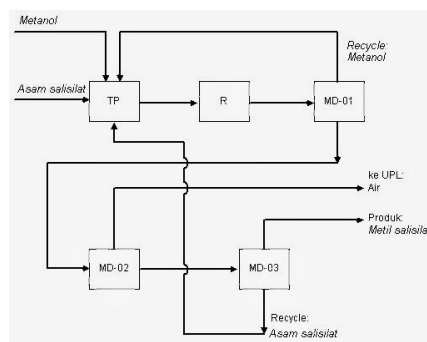 Metanol
Recycle:
Metanol
Asam salisilat
TP
R
MD-01
ke UPL:
Air
Produk:
Metil salisila
MD-02
MD-03
Recycle:
Asam salisilat